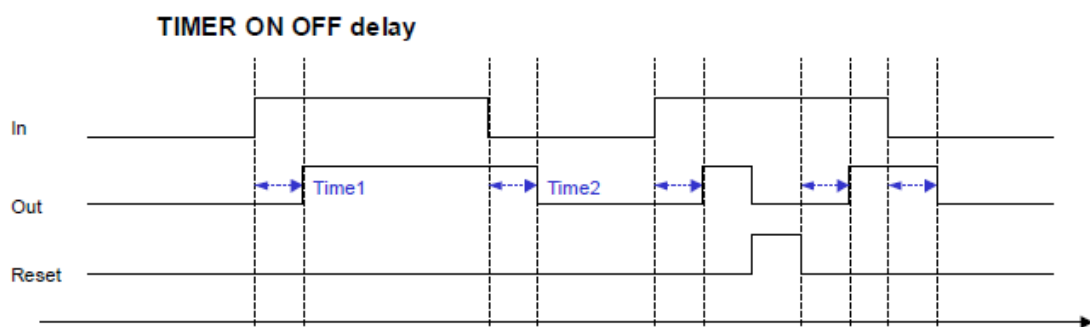 TIMER ON OFF delay
In
Time1
Time2
Out
Reset